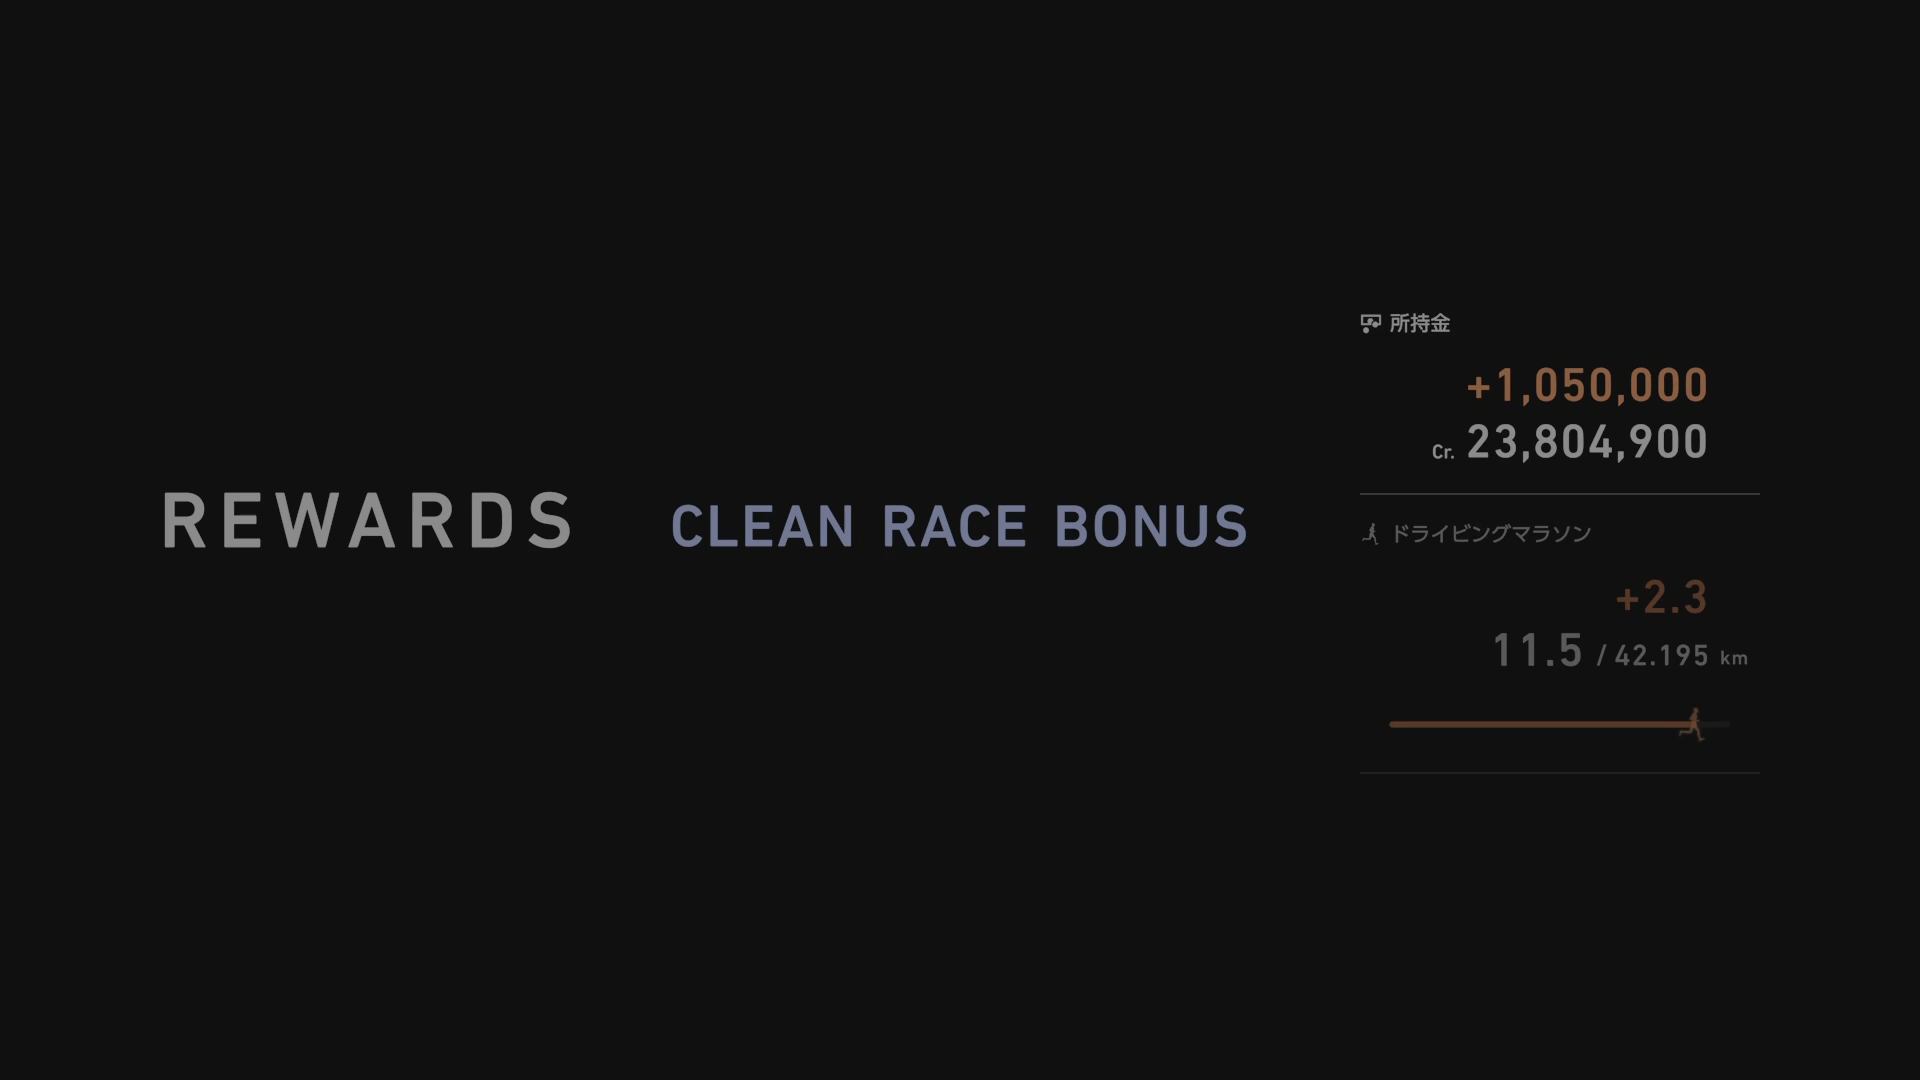 REWARDS
CLEAN RACE BONUS
所持金
+1,050,000
Cr. 23,804,900
ドライビングマラソン
+2.3
11.5 / 42.195 km